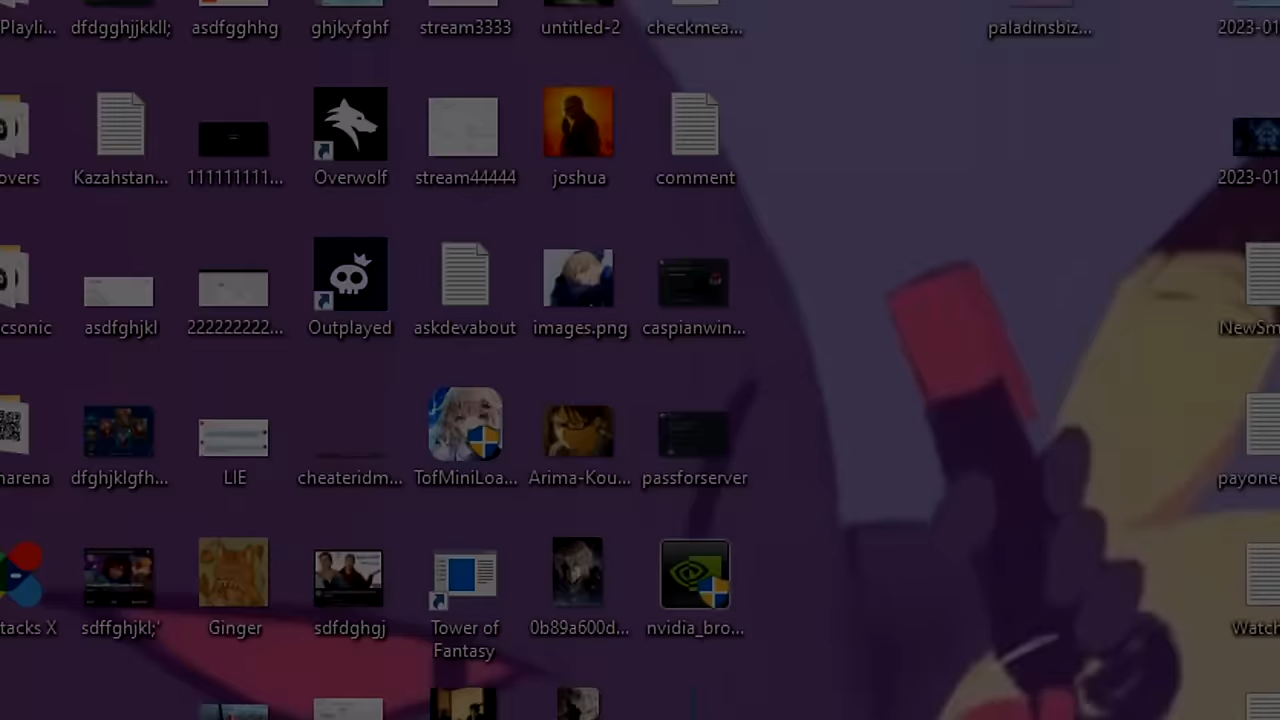 Playli... dfdgghjjkkll; asdfgghhg ghjkyfghf stream3333 untitled-2 checkmea... paladinsbiz... 2023-01
overs Kazahstan... 111111111... Overwolf stream44444 joshua comment 2023-01
csonic asdfghjkl 222222222... Outplayed askdevabout images.png caspianwin... NewSm
narena dfghjklgfh... LIE cheateridm... TofMiniLoa... Arima-Kou... passforserver payone
tacks X sdffghjkl;' Ginger sdfdghgj Tower of 0b89a600d... nvidia_bro... Watch
Fantasy